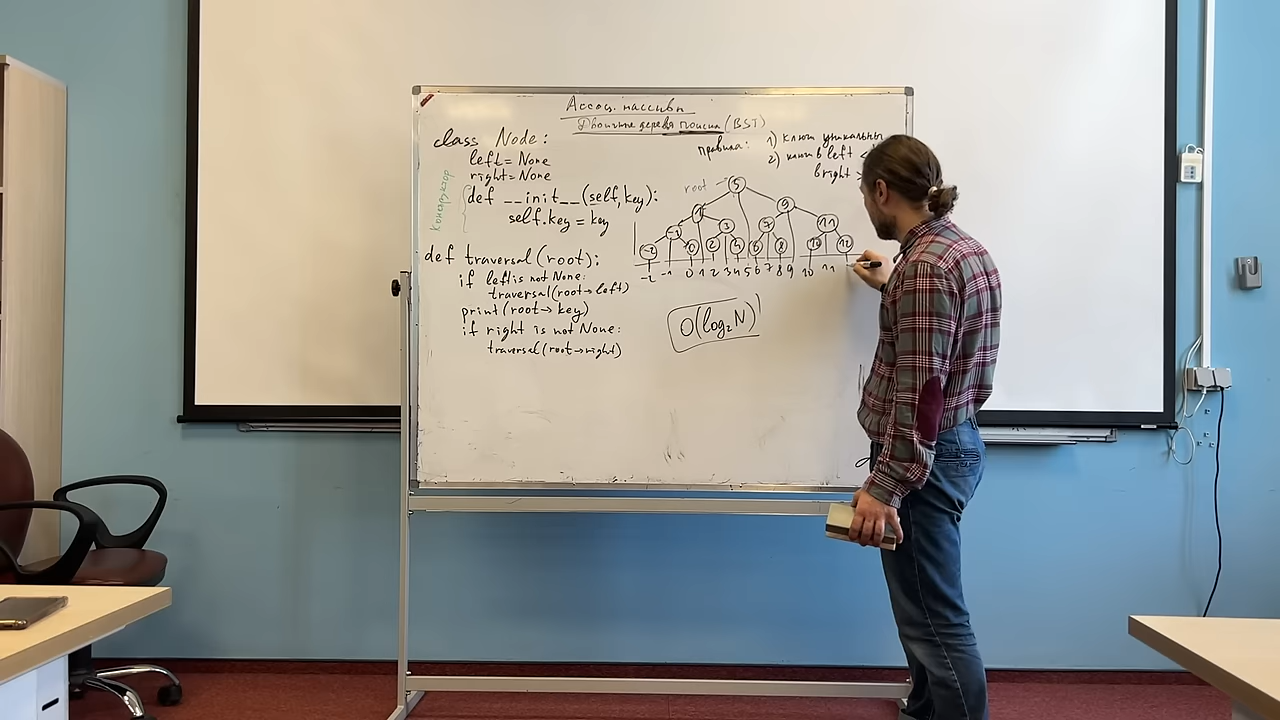 Ассоц. массивы
Двоичные деревья поиска (BST)
class Node:
left = None
right = None
Конструктор
def __init__(self, key):
self.key = key
правила: 1) ключи уникальны
2) ключи в left <
в right >
root
5
1 9
-1 3 7 11
-2 0 2 4 6 8 10 12
-2 -1 0 1 2 3 4 5 6 7 8 9 10 11
def traversal(root):
if left is not None:
traversal(root→left)
print(root→key)
if right is not None:
traversal(root→right)
O(log₂N)